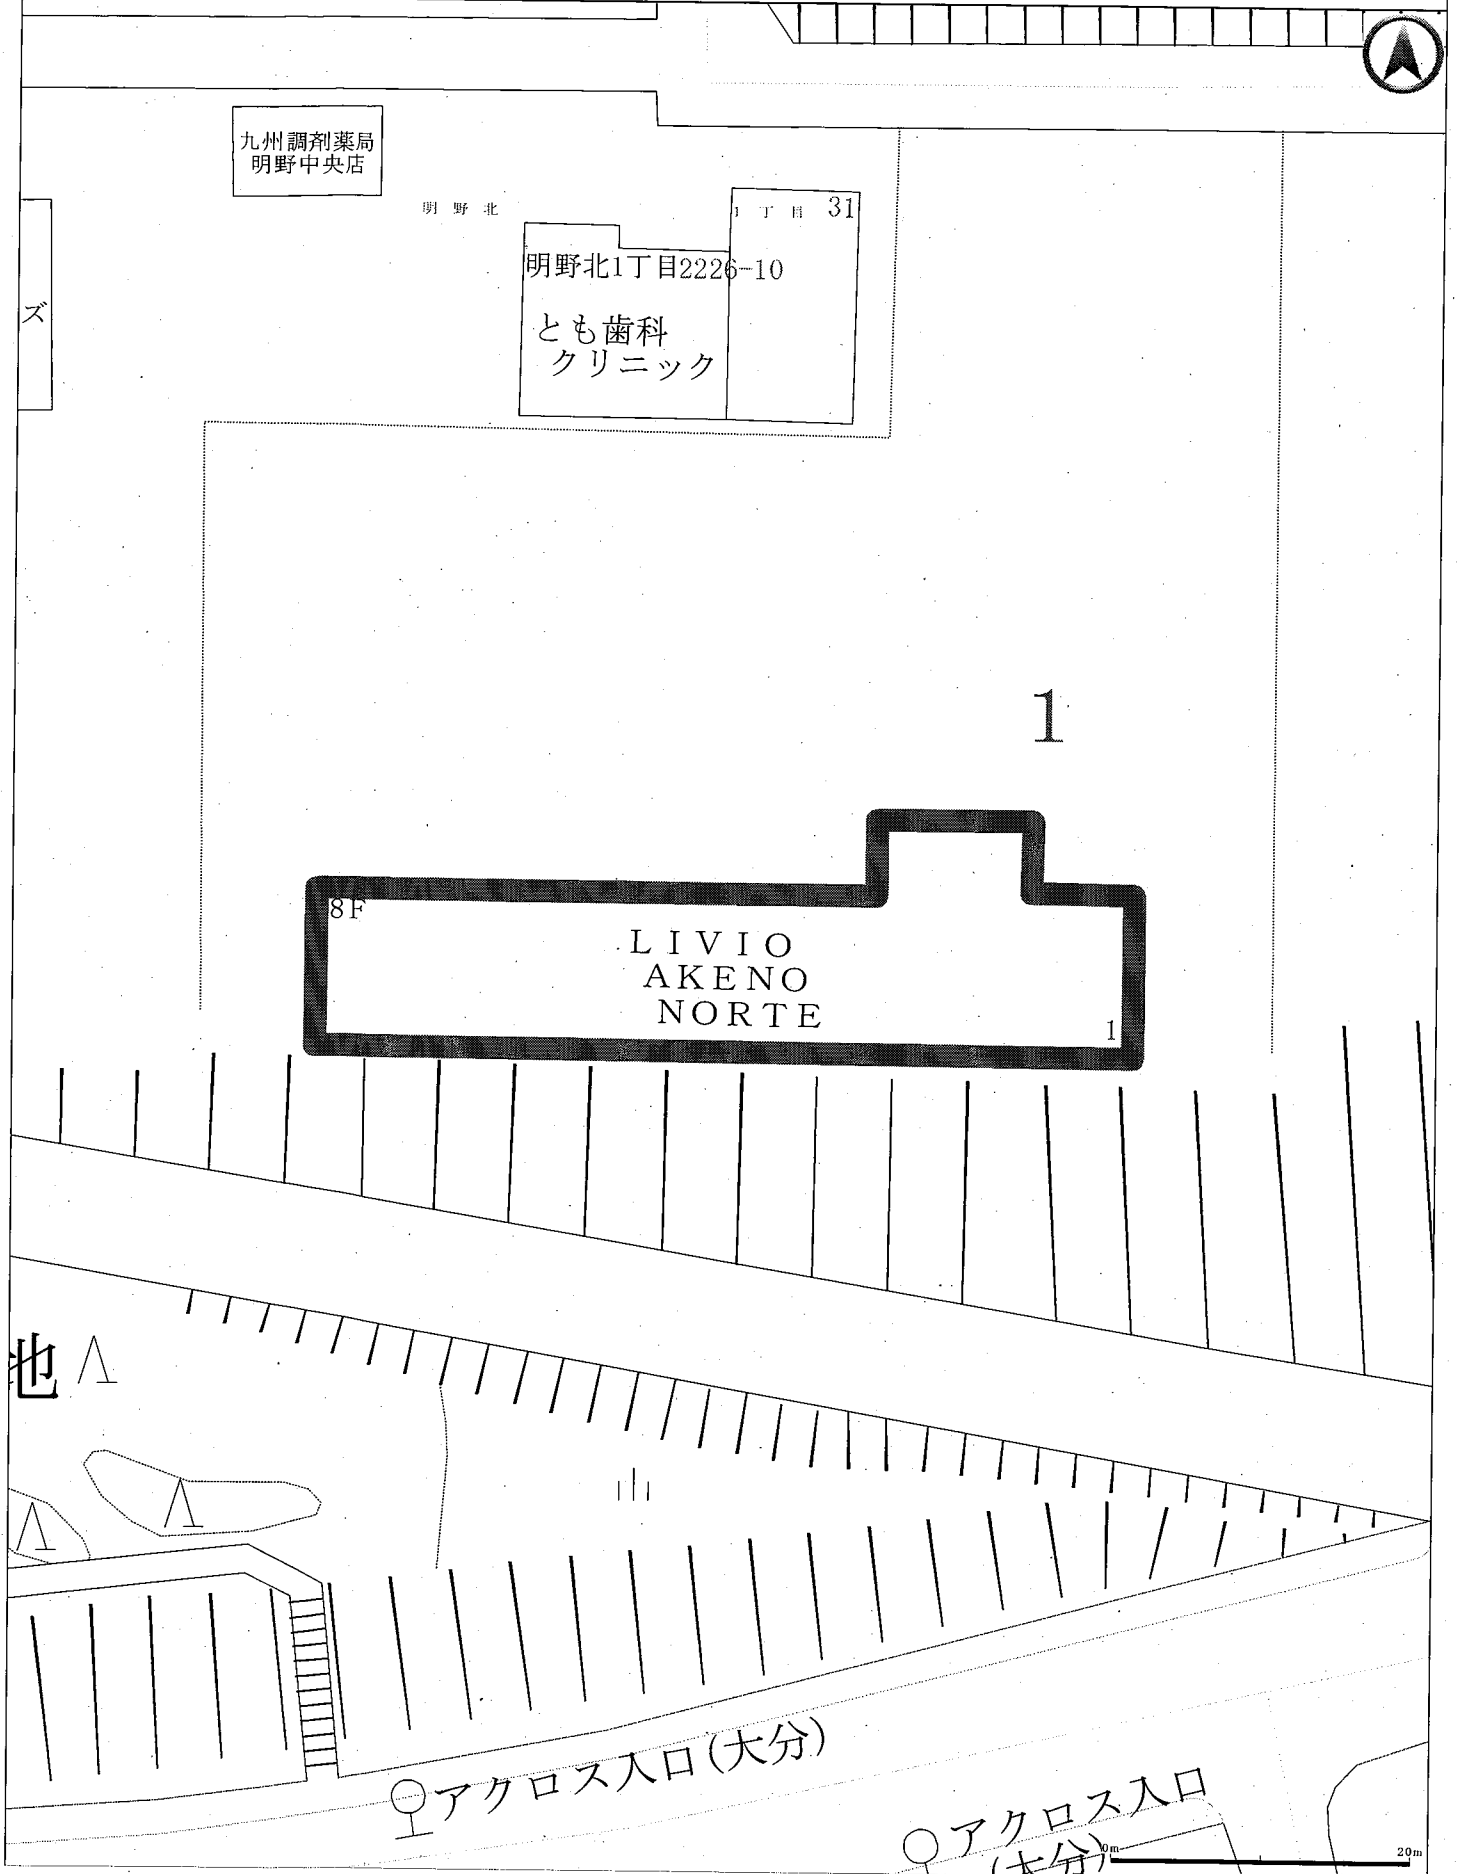 九州調剤薬局
明野中央店
明野北
1丁目 31
明野北1丁目2226-10
とも歯科
クリニック
ズ
1
8F
LIVIO
AKENO
NORTE
1
地
アクロス入口(大分)
アクロス入口
(大分)
0m
20m